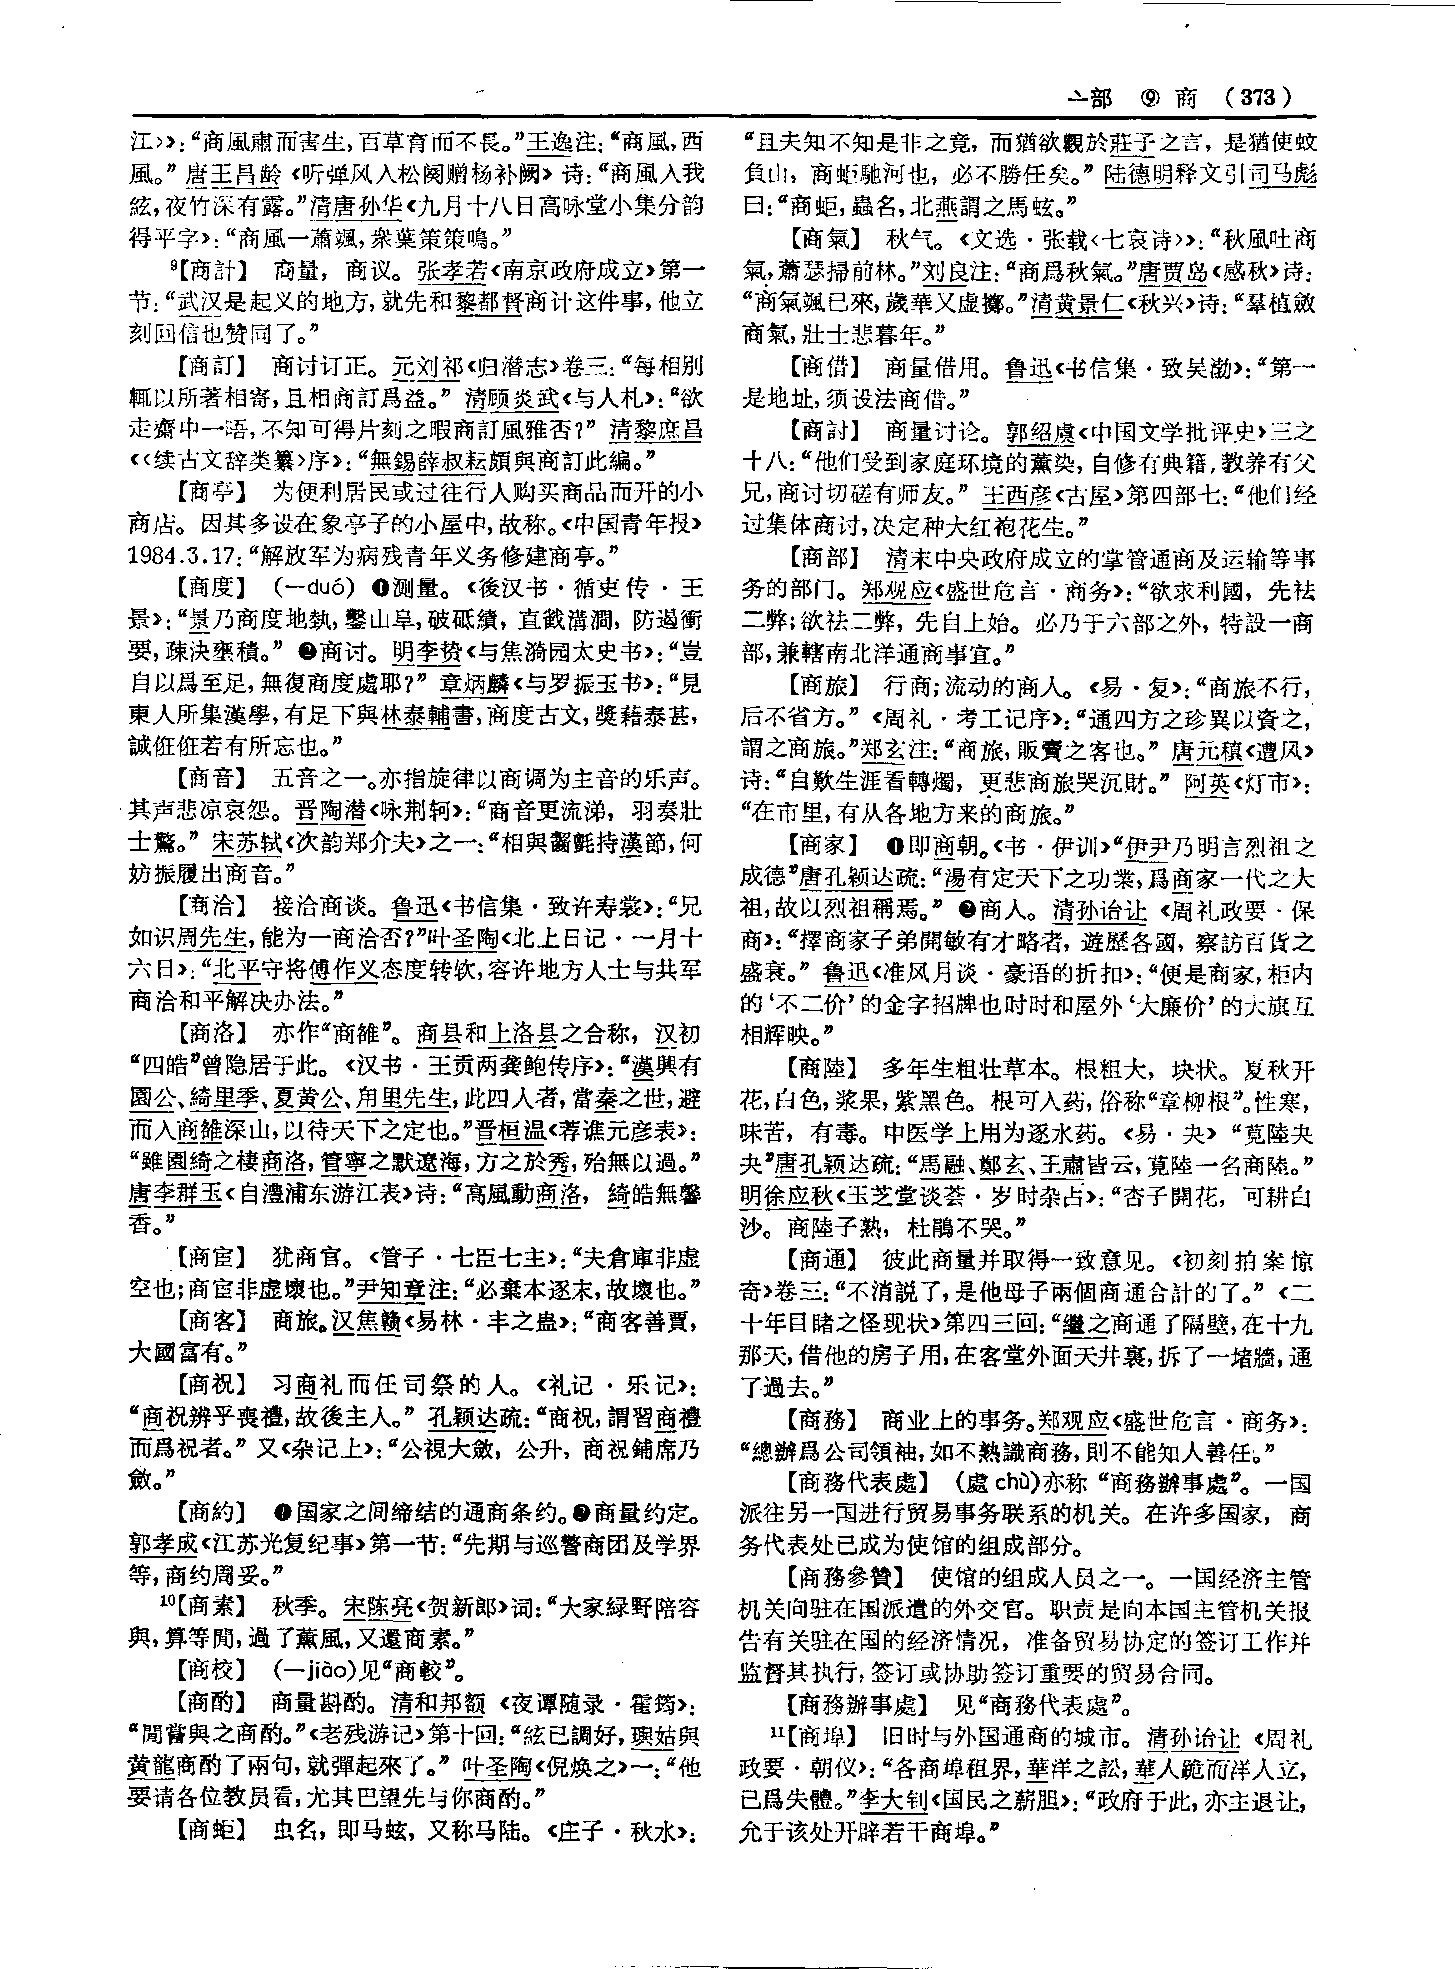 亠部 ⑨ 商 (373)
江〉》:“商風肅而害生,百草育而不長。”王逸注:“商風,西
風。”唐王昌龄《听弹风入松阕赠杨补阙》诗:“商風入我
絃,夜竹深有露。”清唐孙华《九月十八日高咏堂小集分韵
得平字》:“商風一蕭颯,衆葉策策鳴。”
⁹【商計】 商量,商议。张孝若《南京政府成立》第一
节:“武汉是起义的地方,就先和黎都督商计这件事,他立
刻回信也赞同了。”
【商訂】 商讨订正。元刘祁《归潜志》卷三:“每相别
輒以所著相寄,且相商訂爲益。”清顾炎武《与人札》:“欲
走齋中一晤,不知可得片刻之暇商訂風雅否?”清黎庶昌
《〈续古文辞类纂〉序》:“無錫薛叔耘頗與商訂此編。”
【商亭】 为便利居民或过往行人购买商品而开的小
商店。因其多设在象亭子的小屋中,故称。《中国青年报》
1984.3.17:“解放军为病残青年义务修建商亭。”
【商度】 (—duó) ❶测量。《後汉书·循吏传·王
景》:“景乃商度地埶,鑿山阜,破砥績,直截溝澗,防遏衝
要,疎決壅積。”❷商讨。明李贽《与焦漪园太史书》:“豈
自以爲至足,無復商度處耶?”章炳麟《与罗振玉书》:“見
東人所集漢學,有足下與林泰輔書,商度古文,獎藉泰甚,
誠俇俇若有所忘也。”
【商音】 五音之一。亦指旋律以商调为主音的乐声。
其声悲凉哀怨。晋陶潜《咏荆轲》:“商音更流涕,羽奏壯
士驚。”宋苏轼《次韵郑介夫》之一:“相與齧氈持漢節,何
妨振履出商音。”
【商洽】 接洽商谈。鲁迅《书信集·致许寿裳》:“兄
如识周先生,能为一商洽否?”叶圣陶《北上日记·一月十
六日》:“北平守将傅作义态度转软,容许地方人士与共军
商洽和平解决办法。”
【商洛】 亦作“商雒”。商县和上洛县之合称,汉初
“四皓”曾隐居于此。《汉书·王贡两龚鲍传序》:“漢興有
園公、綺里季、夏黄公、甪里先生,此四人者,當秦之世,避
而入商雒深山,以待天下之定也。”晋桓温《荐谯元彦表》:
“雖園綺之棲商洛,管寧之默遼海,方之於秀,殆無以過。”
唐李群玉《自澧浦东游江表》诗:“高風動商洛,綺皓無馨
香。”
【商宦】 犹商官。《管子·七臣七主》:“夫倉庫非虚
空也;商宦非虚壞也。”尹知章注:“必棄本逐末,故壞也。”
【商客】 商旅。汉焦赣《易林·丰之蛊》:“商客善賈,
大國富有。”
【商祝】 习商礼而任司祭的人。《礼记·乐记》:
“商祝辨乎喪禮,故後主人。”孔颖达疏:“商祝,謂習商禮
而爲祝者。”又《杂记上》:“公視大斂,公升,商祝鋪席乃
斂。”
【商約】 ❶国家之间缔结的通商条约。❷商量约定。
郭孝成《江苏光复纪事》第一节:“先期与巡警商团及学界
等,商约周妥。”
¹⁰【商素】 秋季。宋陈亮《贺新郎》词:“大家緑野陪容
與,算等閒,過了薰風,又還商素。”
【商校】 (—jiào)见“商較”。
【商酌】 商量斟酌。清和邦额《夜谭随录·霍筠》:
“閒嘗與之商酌。”《老残游记》第十回:“絃已調好,璵姑與
黄龍商酌了兩句,就彈起來了。”叶圣陶《倪焕之》一:“他
要请各位教员看,尤其巴望先与你商酌。”
【商蚷】 虫名,即马蚿,又称马陆。《庄子·秋水》:
“且夫知不知是非之竟,而猶欲觀於莊子之言,是猶使蚊
負山,商蚷馳河也,必不勝任矣。”陆德明释文引司马彪
曰:“商蚷,蟲名,北燕謂之馬蚿。”
【商氣】 秋气。《文选·张载〈七哀诗〉》:“秋風吐商
氣,蕭瑟掃前林。”刘良注:“商爲秋氣。”唐贾岛《感秋》诗:
“商氣颯已來,歲華又虚擲。”清黄景仁《秋兴》诗:“羣植斂
商氣,壯士悲暮年。”
【商借】 商量借用。鲁迅《书信集·致吴渤》:“第一
是地址,须设法商借。”
【商討】 商量讨论。郭绍虞《中国文学批评史》三之
十八:“他们受到家庭环境的薰染,自修有典籍,教养有父
兄,商讨切磋有师友。”王西彦《古屋》第四部七:“他们经
过集体商讨,决定种大红袍花生。”
【商部】 清末中央政府成立的掌管通商及运输等事
务的部门。郑观应《盛世危言·商务》:“欲求利國,先祛
二弊;欲祛二弊,先自上始。必乃于六部之外,特設一商
部,兼轄南北洋通商事宜。”
【商旅】 行商;流动的商人。《易·复》:“商旅不行,
后不省方。”《周礼·考工记序》:“通四方之珍異以資之,
謂之商旅。”郑玄注:“商旅,販賣之客也。”唐元稹《遭风》
诗:“自歎生涯看轉燭,更悲商旅哭沉財。”阿英《灯市》:
“在市里,有从各地方来的商旅。”
【商家】 ❶即商朝。《书·伊训》“伊尹乃明言烈祖之
成德”唐孔颖达疏:“湯有定天下之功業,爲商家一代之大
祖,故以烈祖稱焉。”❷商人。清孙诒让《周礼政要·保
商》:“擇商家子弟開敏有才略者,遊歷各國,察訪百貨之
盛衰。”鲁迅《准风月谈·豪语的折扣》:“便是商家,柜内
的‘不二价’的金字招牌也时时和屋外‘大廉价’的大旗互
相辉映。”
【商陸】 多年生粗壮草本。根粗大,块状。夏秋开
花,白色,浆果,紫黑色。根可入药,俗称“章柳根”。性寒,
味苦,有毒。中医学上用为逐水药。《易·夬》“莧陸夬
夬”唐孔颖达疏:“馬融、鄭玄、王肅皆云,莧陸一名商陸。”
明徐应秋《玉芝堂谈荟·岁时杂占》:“杏子開花,可耕白
沙。商陸子熟,杜鵑不哭。”
【商通】 彼此商量并取得一致意见。《初刻拍案惊
奇》卷三:“不消説了,是他母子兩個商通合計的了。”《二
十年目睹之怪现状》第四三回:“繼之商通了隔壁,在十九
那天,借他的房子用,在客堂外面天井裏,拆了一堵牆,通
了過去。”
【商務】 商业上的事务。郑观应《盛世危言·商务》:
“總辦爲公司領袖,如不熟識商務,則不能知人善任。”
【商務代表處】 (處chù)亦称“商務辦事處”。一国
派往另一国进行贸易事务联系的机关。在许多国家,商
务代表处已成为使馆的组成部分。
【商務參贊】 使馆的组成人员之一。一国经济主管
机关向驻在国派遣的外交官。职责是向本国主管机关报
告有关驻在国的经济情况,准备贸易协定的签订工作并
监督其执行,签订或协助签订重要的贸易合同。
【商務辦事處】 见“商務代表處”。
¹¹【商埠】 旧时与外国通商的城市。清孙诒让《周礼
政要·朝仪》:“各商埠租界,華洋之訟,華人跪而洋人立,
已爲失體。”李大钊《国民之薪胆》:“政府于此,亦主退让,
允于该处开辟若干商埠。”